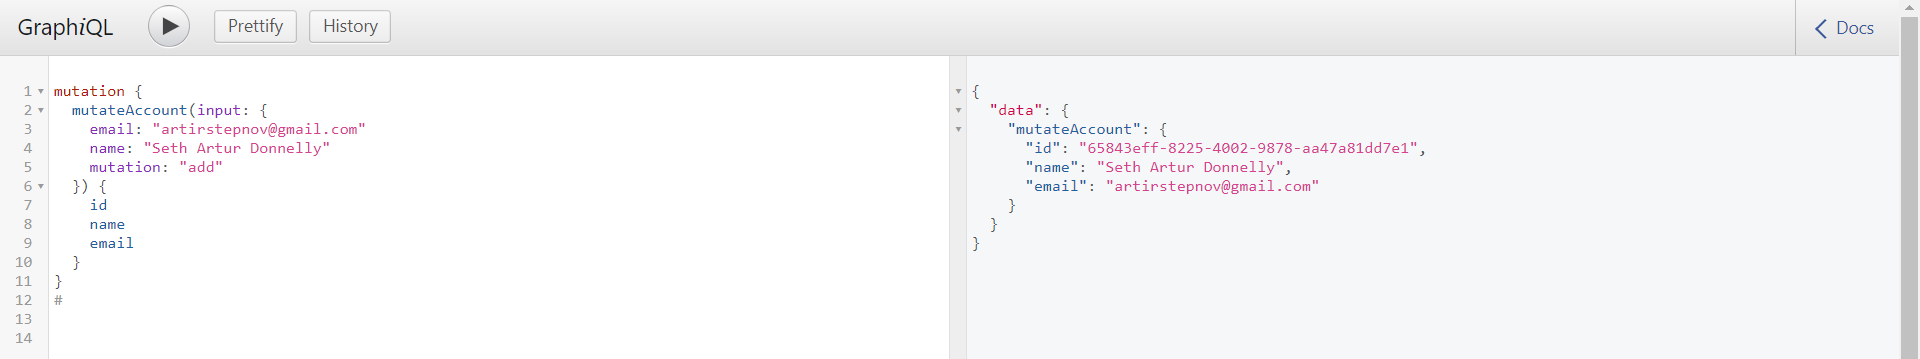 GraphiQL Prettify History Docs
1 mutation {
2 mutateAccount(input: {
3 email: "artirstepnov@gmail.com"
4 name: "Seth Artur Donnelly"
5 mutation: "add"
6 }) {
7 id
8 name
9 email
10 }
11 }
12 #
13
14
{
"data": {
"mutateAccount": {
"id": "65843eff-8225-4002-9878-aa47a81dd7e1",
"name": "Seth Artur Donnelly",
"email": "artirstepnov@gmail.com"
}
}
}